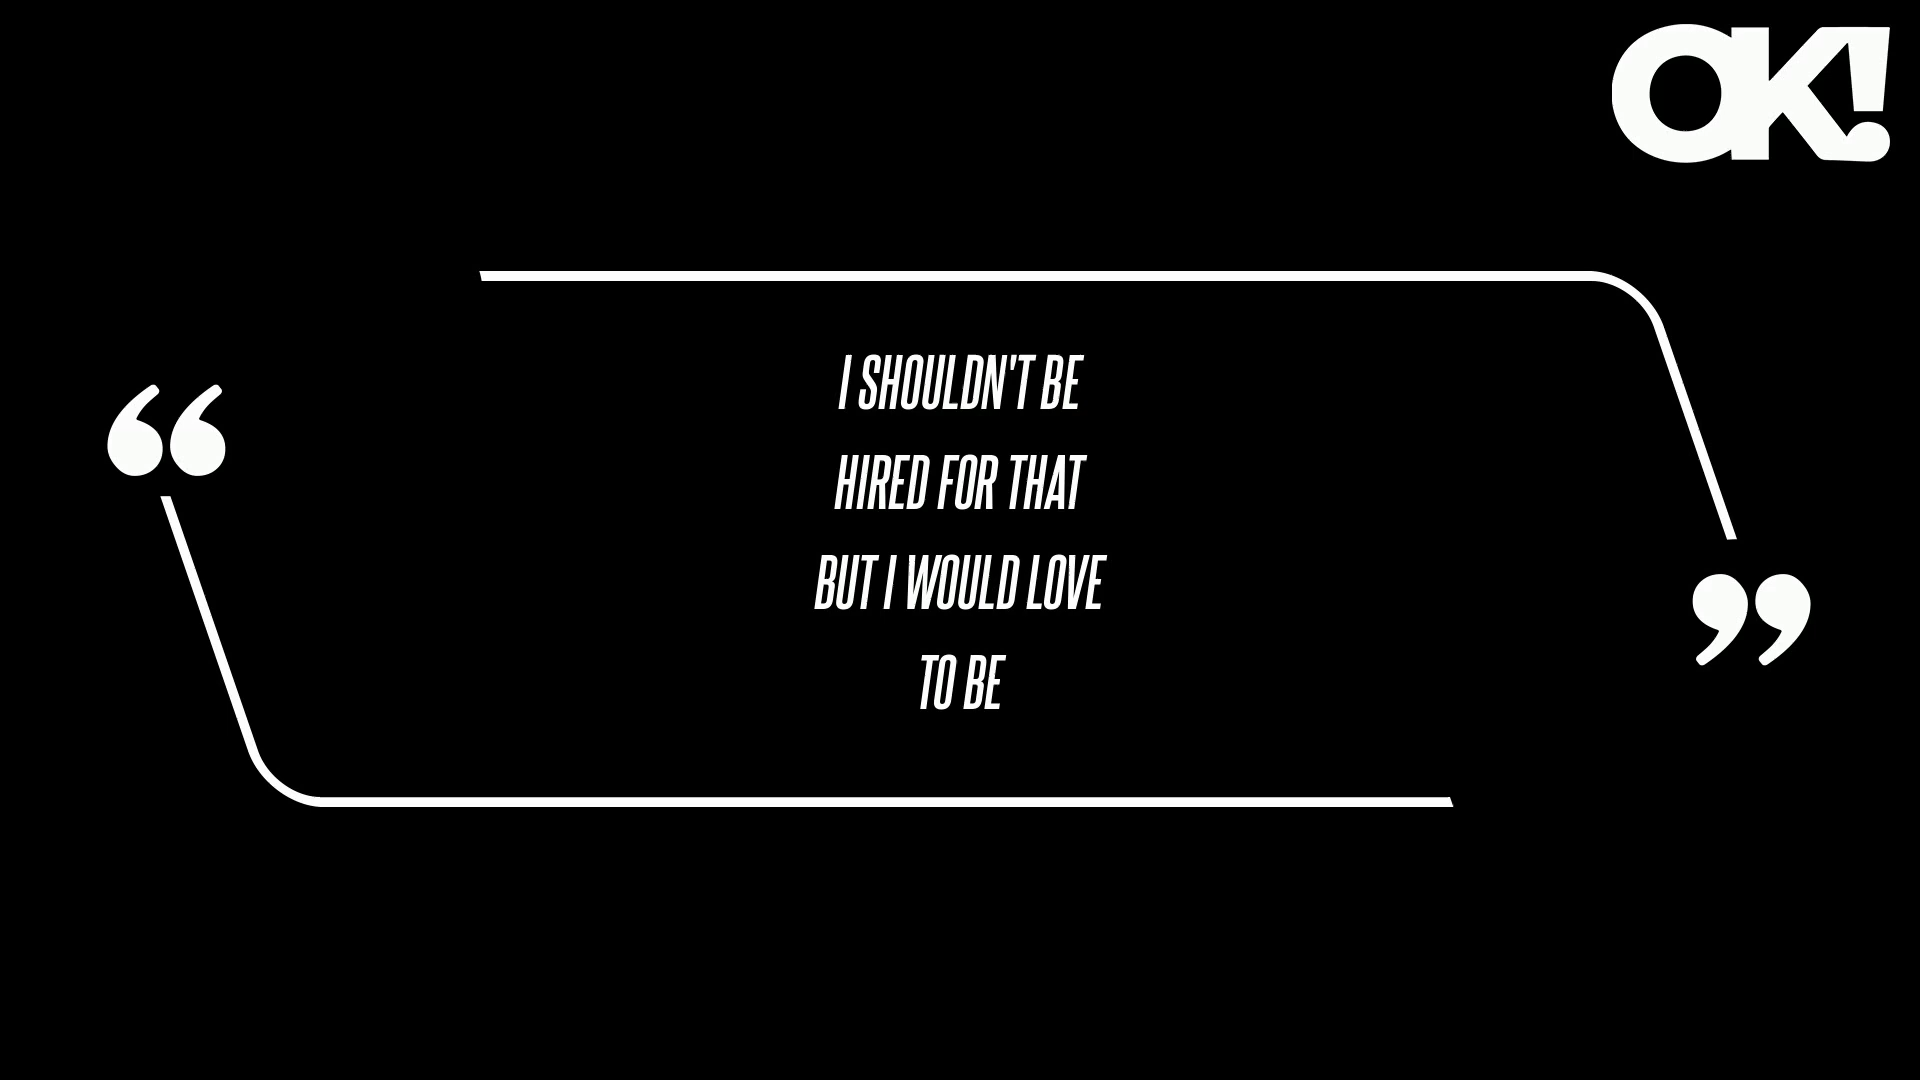 OK!
“
I SHOULDN'T BE
HIRED FOR THAT
BUT I WOULD LOVE
TO BE
”